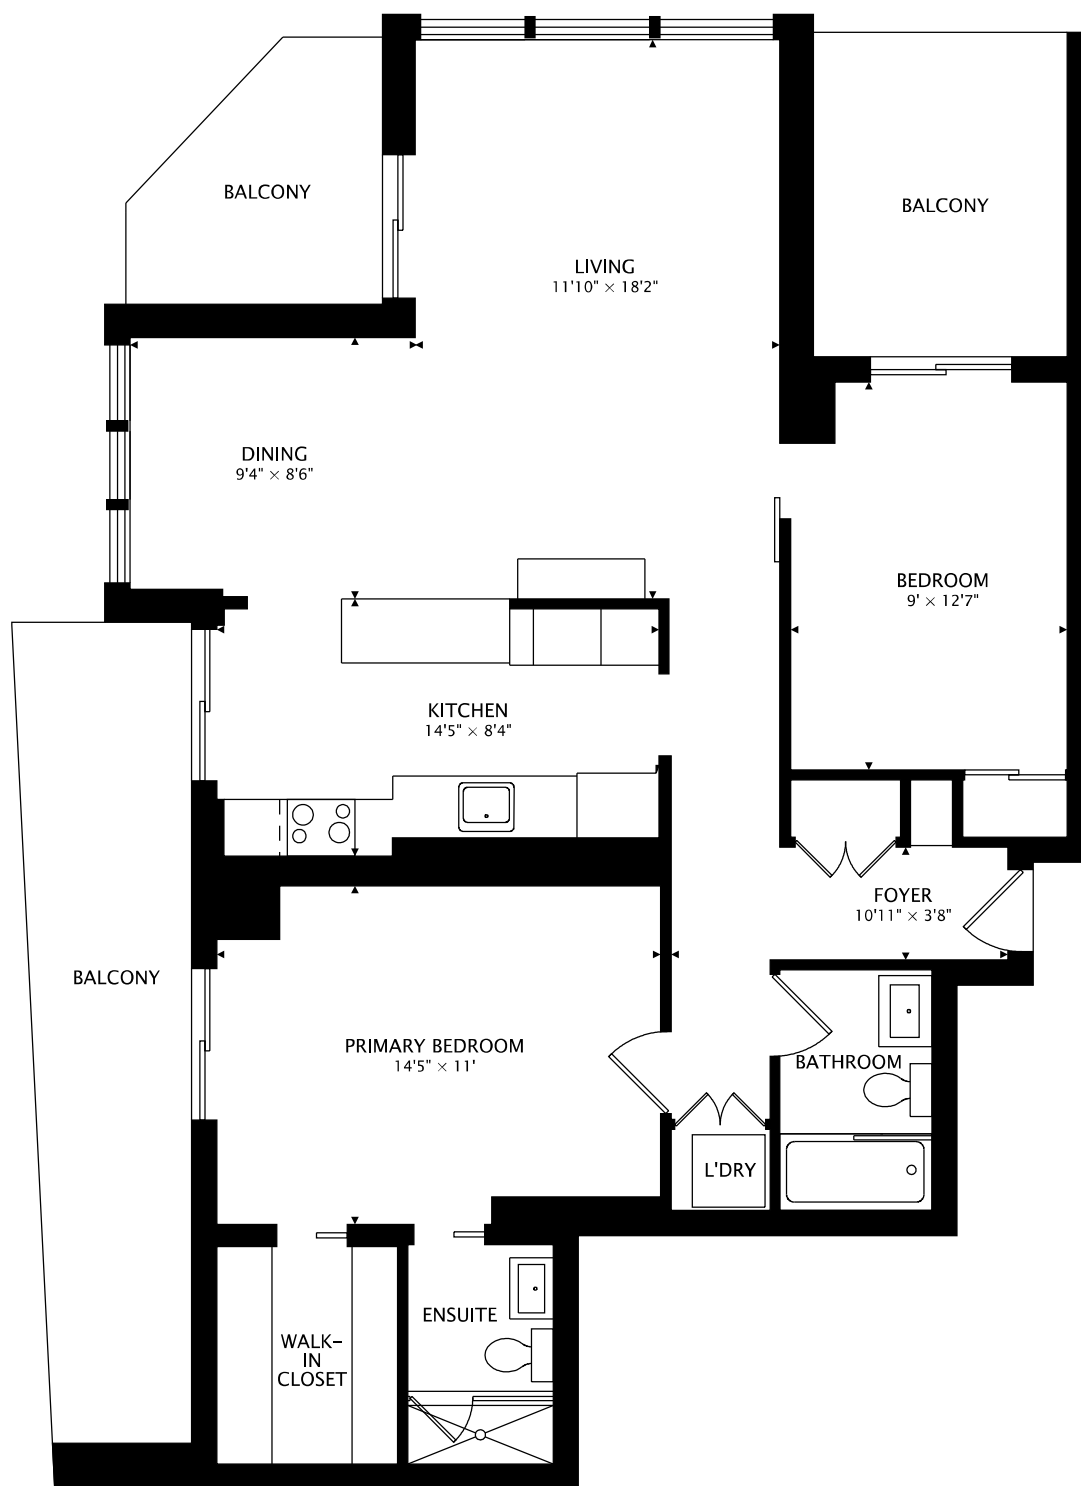 BALCONY
BALCONY
LIVING
11'10" × 18'2"
DINING
9'4" × 8'6"
BEDROOM
9' × 12'7"
KITCHEN
14'5" × 8'4"
FOYER
10'11" × 3'8"
BALCONY
PRIMARY BEDROOM
14'5" × 11'
BATHROOM
L'DRY
ENSUITE
WALK-
IN
CLOSET